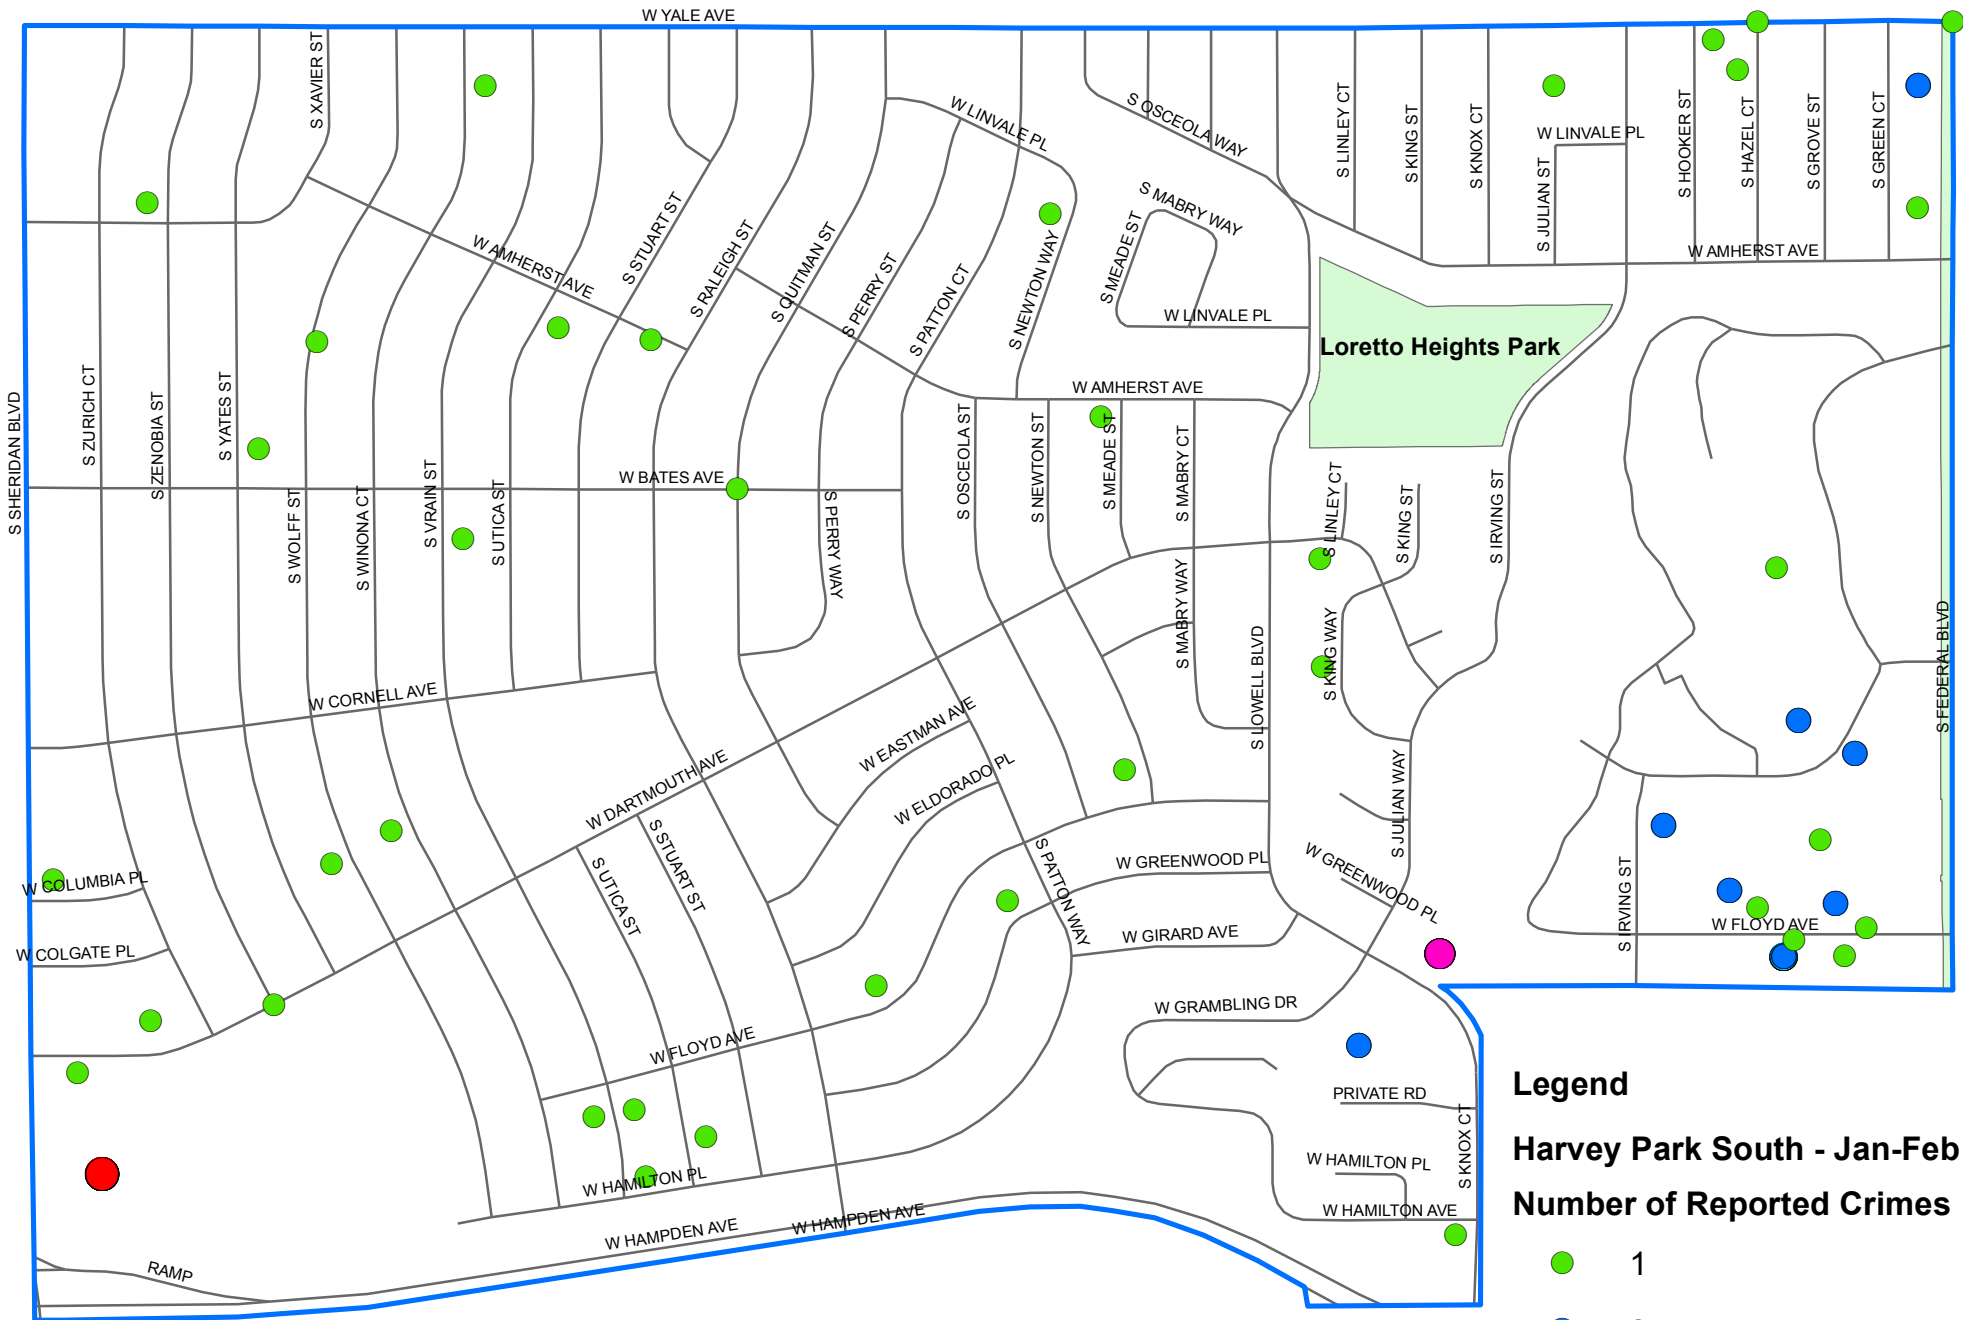 W YALE AVE
S XAVIER ST
W LINVALE PL
S OSCEOLA WAY
S LINLEY CT
S KING ST
S KNOX CT
W LINVALE PL
S JULIAN ST
S HOOKER ST
S HAZEL CT
S GROVE ST
S GREEN CT
W AMHERST AVE
S STUART ST
S RALEIGH ST
S QUITMAN ST
S PERRY ST
S PATTON CT
S NEWTON WAY
S MEADE ST
S MABRY WAY
W LINVALE PL
W AMHERST AVE
Loretto Heights Park
W AMHERST AVE
S SHERIDAN BLVD
S ZURICH CT
S ZENOBIA ST
S YATES ST
S WOLFF ST
S WINONA CT
S VRAIN ST
S UTICA ST
W BATES AVE
S PERRY WAY
S OSCEOLA ST
S NEWTON ST
S MEADE ST
S MABRY CT
S LINLEY CT
S KING ST
S IRVING ST
S MABRY WAY
S LOWELL BLVD
S KING WAY
S FEDERAL BLVD
W CORNELL AVE
W EASTMAN AVE
W DARTMOUTH AVE
W ELDORADO PL
S JULIAN WAY
S STUART ST
S UTICA ST
S PATTON WAY
W GREENWOOD PL
W GREENWOOD PL
W COLUMBIA PL
S IRVING ST
W FLOYD AVE
W COLGATE PL
W GIRARD AVE
W GRAMBLING DR
W FLOYD AVE
PRIVATE RD
S KNOX CT
W HAMILTON PL
W HAMILTON PL
W HAMILTON AVE
W HAMPDEN AVE
W HAMPDEN AVE
RAMP
Legend
Harvey Park South - Jan-Feb
Number of Reported Crimes
1